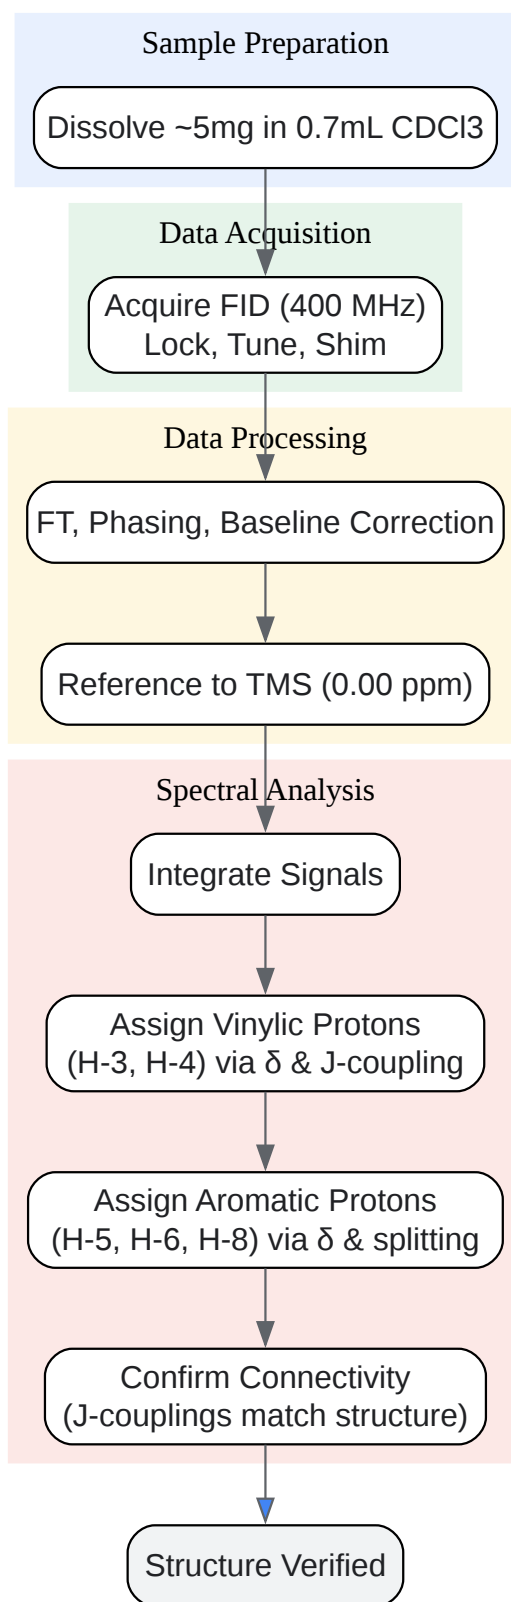 Sample Preparation
Dissolve ~5mg in 0.7mL CDCl3
Data Acquisition
Acquire FID (400 MHz)
Lock, Tune, Shim
Data Processing
FT, Phasing, Baseline Correction
Reference to TMS (0.00 ppm)
Spectral Analysis
Integrate Signals
Assign Vinylic Protons
(H-3, H-4) via δ & J-coupling
Assign Aromatic Protons
(H-5, H-6, H-8) via δ & splitting
Confirm Connectivity
(J-couplings match structure)
Structure Verified